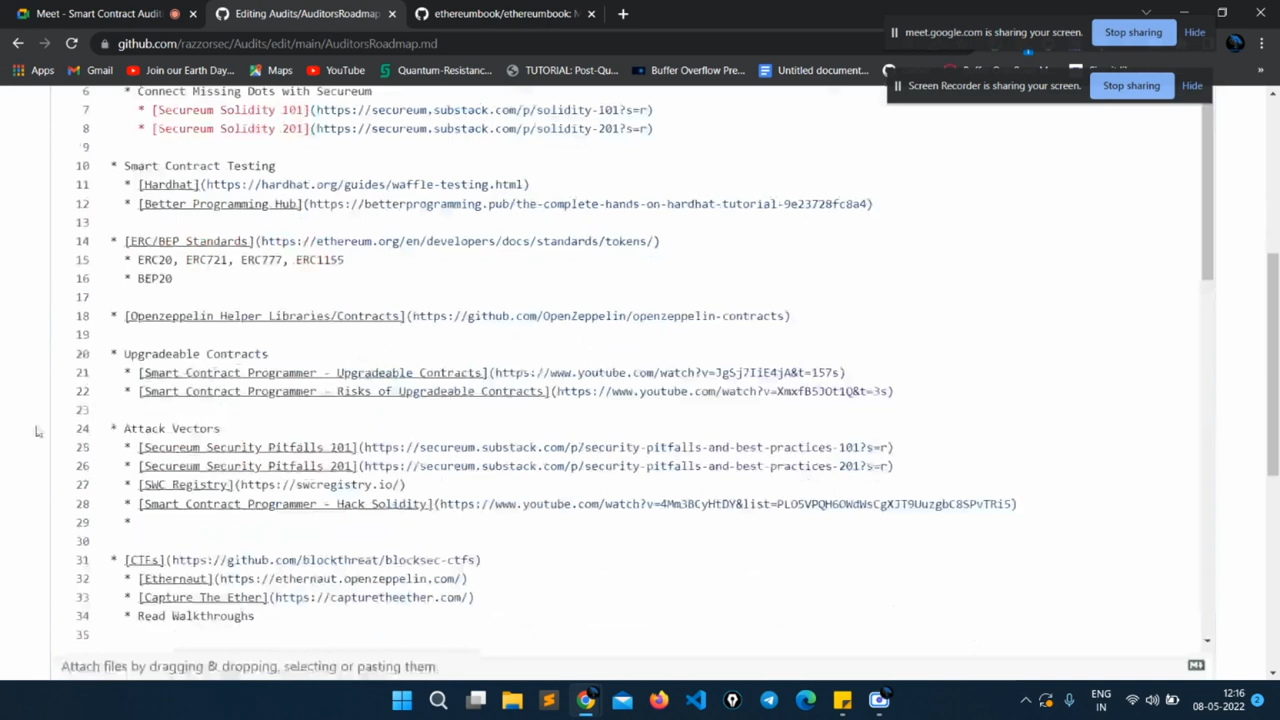 Meet - Smart Contract Audit
Editing Audits/AuditorsRoadmap.
ethereumbook/ethereumbook: M
github.com/razzorsec/Audits/edit/main/AuditorsRoadmap.md
meet.google.com is sharing your screen.
Stop sharing
Hide
Apps
Gmail
Join our Earth Day...
Maps
YouTube
Quantum-Resistanc...
TUTORIAL: Post-Qu...
Buffer Overflow Pre...
Untitled document...
Screen Recorder is sharing your screen.
Stop sharing
Hide
6 * Connect Missing Dots with Secureum
7 * [Secureum Solidity 101](https://secureum.substack.com/p/solidity-101?s=r)
8 * [Secureum Solidity 201](https://secureum.substack.com/p/solidity-201?s=r)
9
10 * Smart Contract Testing
11 * [Hardhat](https://hardhat.org/guides/waffle-testing.html)
12 * [Better Programming Hub](https://betterprogramming.pub/the-complete-hands-on-hardhat-tutorial-9e23728fc8a4)
13
14 * [ERC/BEP Standards](https://ethereum.org/en/developers/docs/standards/tokens/)
15 * ERC20, ERC721, ERC777, ERC1155
16 * BEP20
17
18 * [Openzeppelin Helper Libraries/Contracts](https://github.com/OpenZeppelin/openzeppelin-contracts)
19
20 * Upgradeable Contracts
21 * [Smart Contract Programmer - Upgradeable Contracts](https://www.youtube.com/watch?v=JgSj7IiE4jA&t=157s)
22 * [Smart Contract Programmer - Risks of Upgradeable Contracts](https://www.youtube.com/watch?v=XmxfB5JOt1Q&t=3s)
23
24 * Attack Vectors
25 * [Secureum Security Pitfalls 101](https://secureum.substack.com/p/security-pitfalls-and-best-practices-101?s=r)
26 * [Secureum Security Pitfalls 201](https://secureum.substack.com/p/security-pitfalls-and-best-practices-201?s=r)
27 * [SWC Registry](https://swcregistry.io/)
28 * [Smart Contract Programmer - Hack Solidity](https://www.youtube.com/watch?v=4Mm3BCyHtDY&list=PLO5VPQH6OWdWsCgXJT9UuzgbC8SPvTRi5)
29 *
30
31 * [CTFs](https://github.com/blockthreat/blocksec-ctfs)
32 * [Ethernaut](https://ethernaut.openzeppelin.com/)
33 * [Capture The Ether](https://capturetheether.com/)
34 * Read Walkthroughs
35
Attach files by dragging & dropping, selecting or pasting them.
ENG
IN
12:16
08-05-2022
2